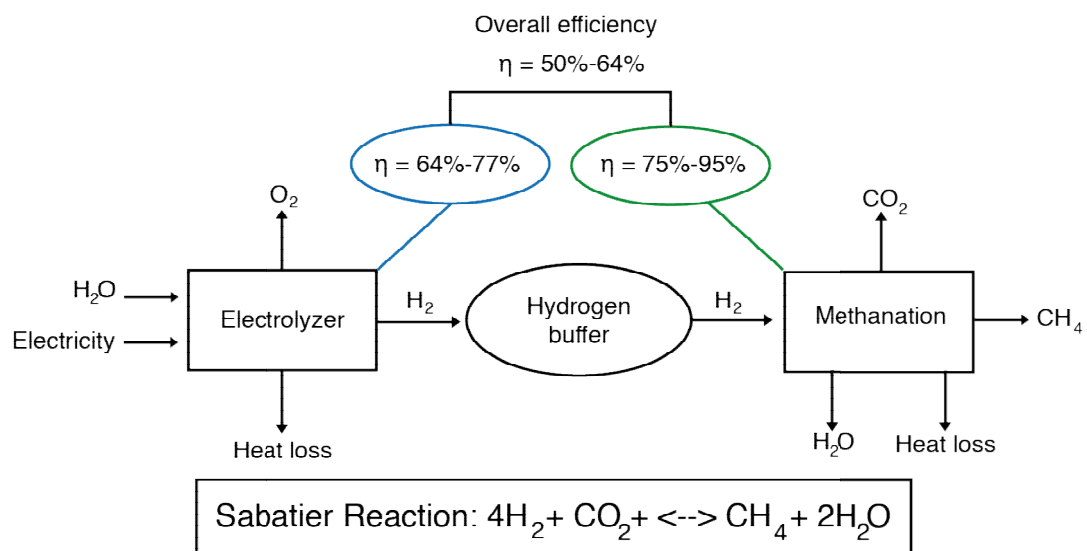 Overall efficiency
η = 50%-64%
η = 64%-77%
η = 75%-95%
O₂
CO₂
H₂O
Electricity
Electrolyzer
H₂
Hydrogen
buffer
H₂
Methanation
CH₄
Heat loss
H₂O
Heat loss
Sabatier Reaction: 4H₂+ CO₂+ <--> CH₄+ 2H₂O